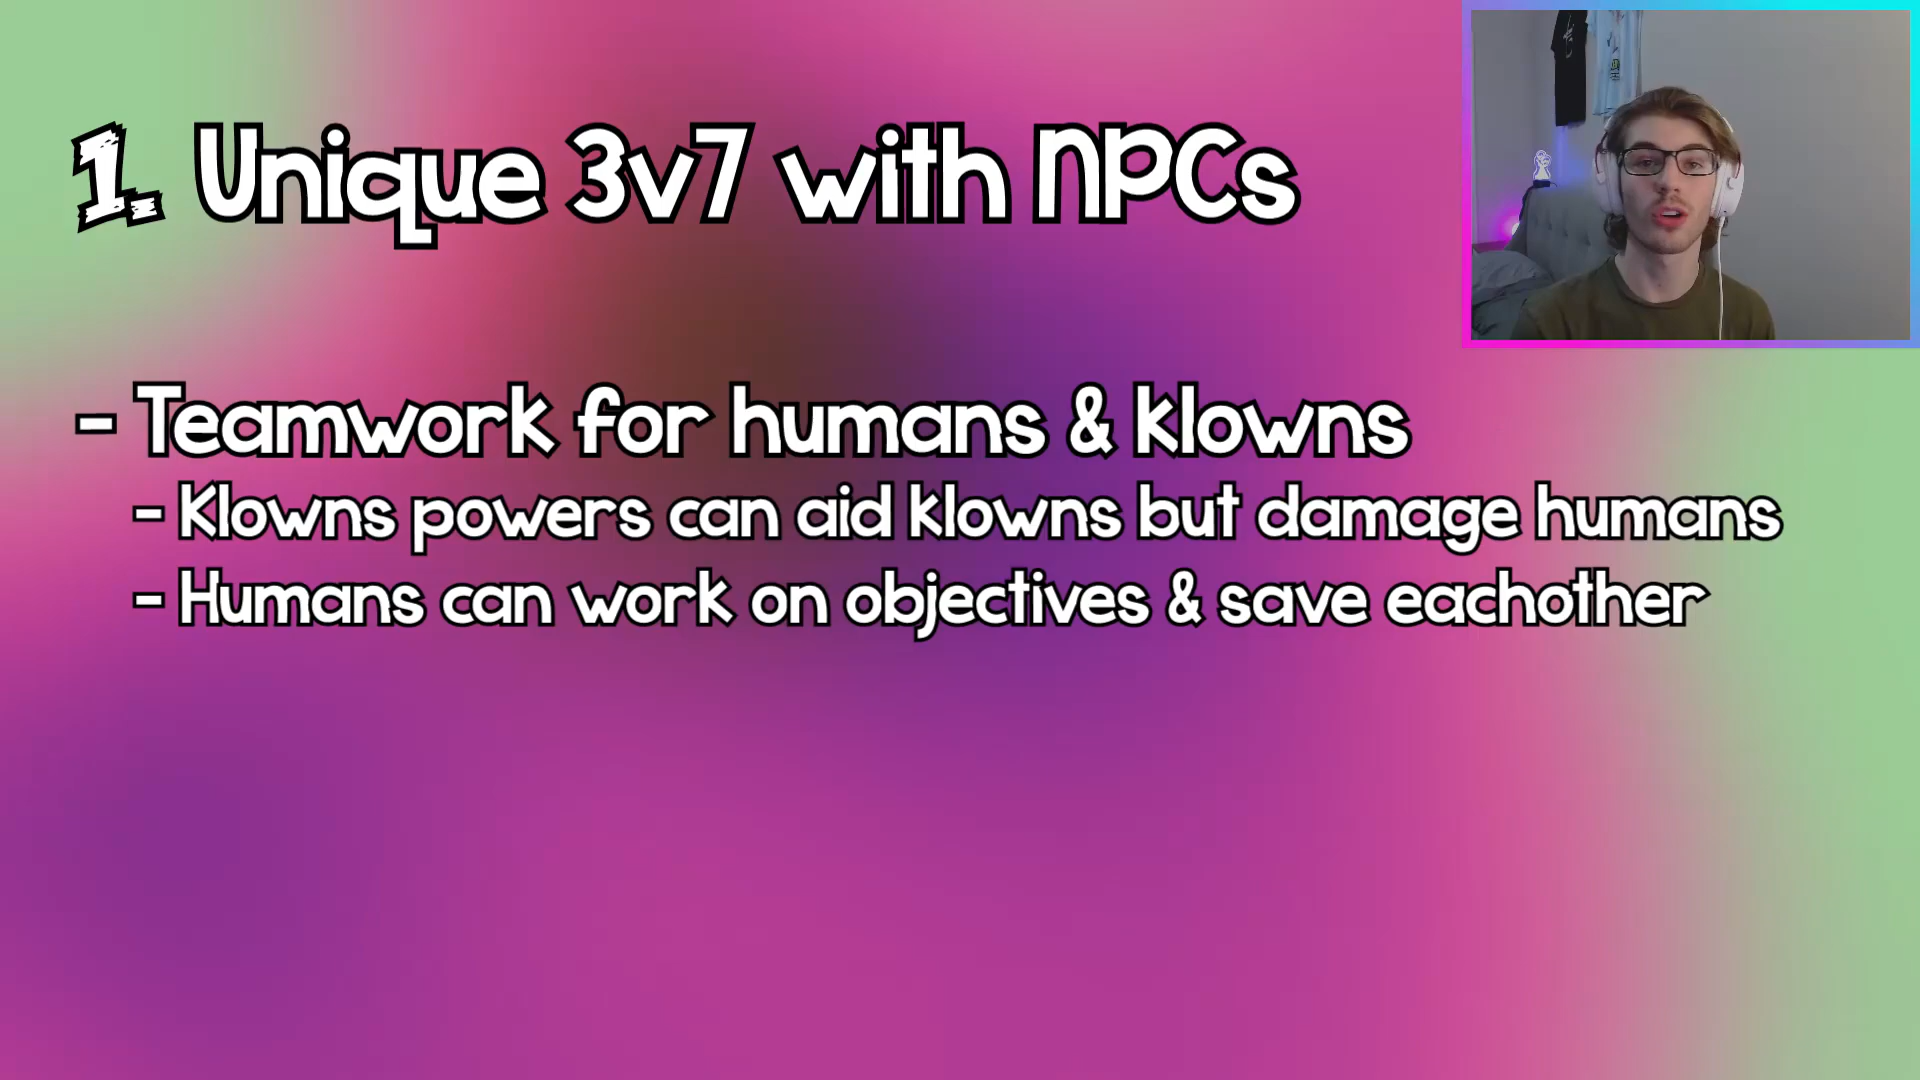 1. Unique 3v7 with NPCs
- Teamwork for humans & klowns
- Klowns powers can aid klowns but damage humans
- Humans can work on objectives & save eachother